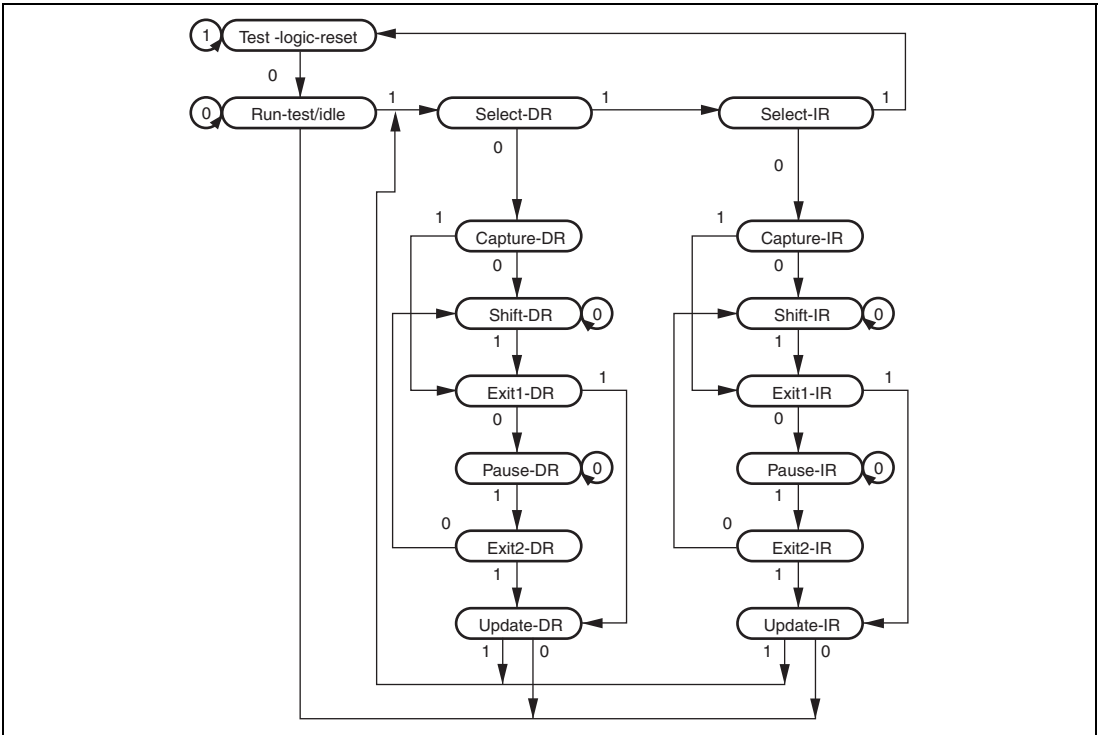 1 Test -logic-reset
0
0 Run-test/idle 1 Select-DR 1 Select-IR 1
0 0
1 Capture-DR 1 Capture-IR
0 0
Shift-DR 0 Shift-IR 0
1 1
Exit1-DR 1 Exit1-IR 1
0 0
Pause-DR 0 Pause-IR 0
1 1
0 Exit2-DR 0 Exit2-IR
1 1
Update-DR Update-IR
1 0 1 0